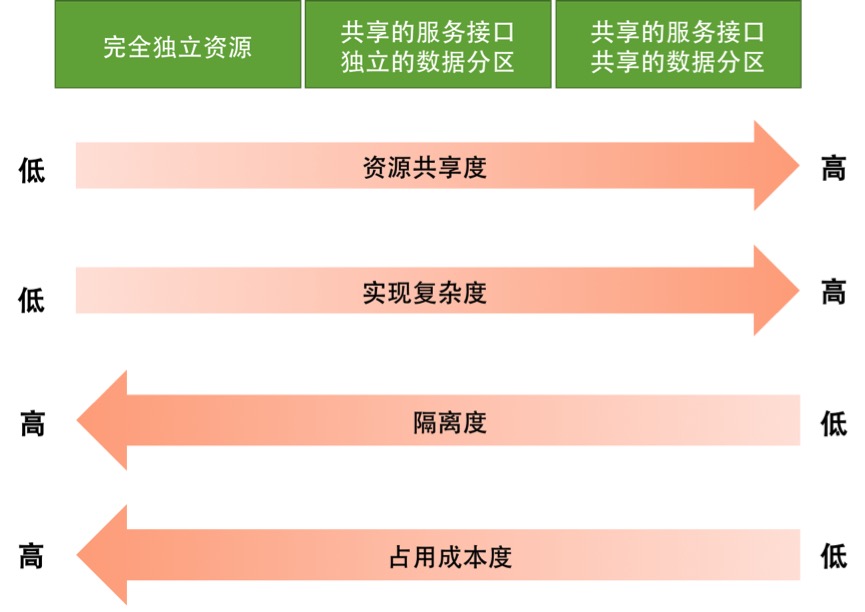 完全独立资源
共享的服务接口
独立的数据分区
共享的服务接口
共享的数据分区
低
资源共享度
高
低
实现复杂度
高
高
隔离度
低
高
占用成本度
低